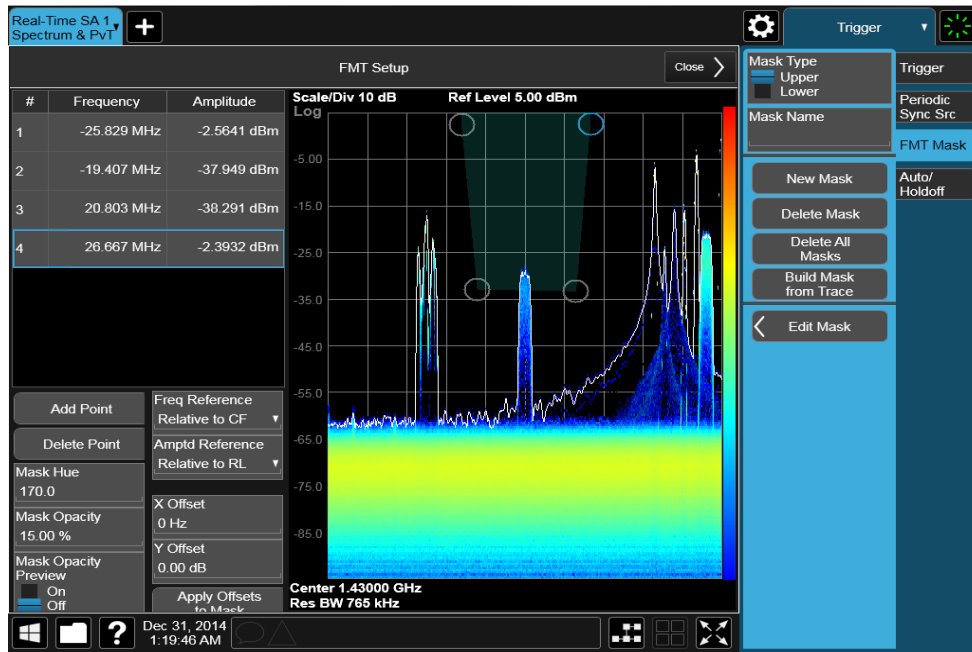 Real-Time SA 1
Spectrum & PvT
Trigger
FMT Setup
Close
# Frequency Amplitude
1 -25.829 MHz -2.5641 dBm
2 -19.407 MHz -37.949 dBm
3 20.803 MHz -38.291 dBm
4 26.667 MHz -2.3932 dBm
Add Point
Delete Point
Mask Hue
170.0
Mask Opacity
15.00 %
Mask Opacity
Preview
On
Off
Freq Reference
Relative to CF
Amptd Reference
Relative to RL
X Offset
0 Hz
Y Offset
0.00 dB
Apply Offsets
to Mask
Scale/Div 10 dB Ref Level 5.00 dBm
Log
-5.00
-15.0
-25.0
-35.0
-45.0
-55.0
-65.0
-75.0
-85.0
Center 1.43000 GHz
Res BW 765 kHz
Mask Type
Upper
Lower
Mask Name
New Mask
Delete Mask
Delete All
Masks
Build Mask
from Trace
Edit Mask
Trigger
Periodic
Sync Src
FMT Mask
Auto/
Holdoff
?
Dec 31, 2014
1:19:46 AM